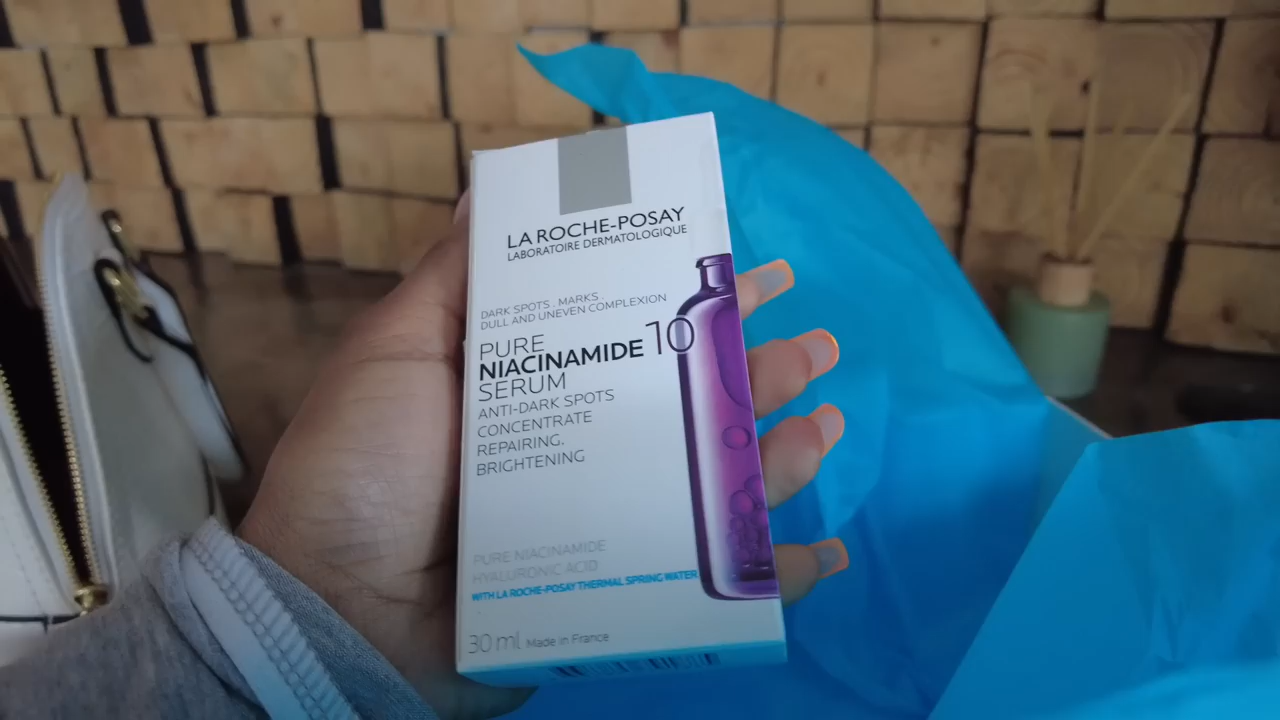 LA ROCHE-POSAY
LABORATOIRE DERMATOLOGIQUE
DARK SPOTS . MARKS
DULL AND UNEVEN COMPLEXION
PURE
NIACINAMIDE 10
SERUM
ANTI-DARK SPOTS
CONCENTRATE
REPAIRING.
BRIGHTENING
PURE NIACINAMIDE
HYALURONIC ACID
WITH LA ROCHE-POSAY THERMAL SPRING WATER
30 ml Made in France